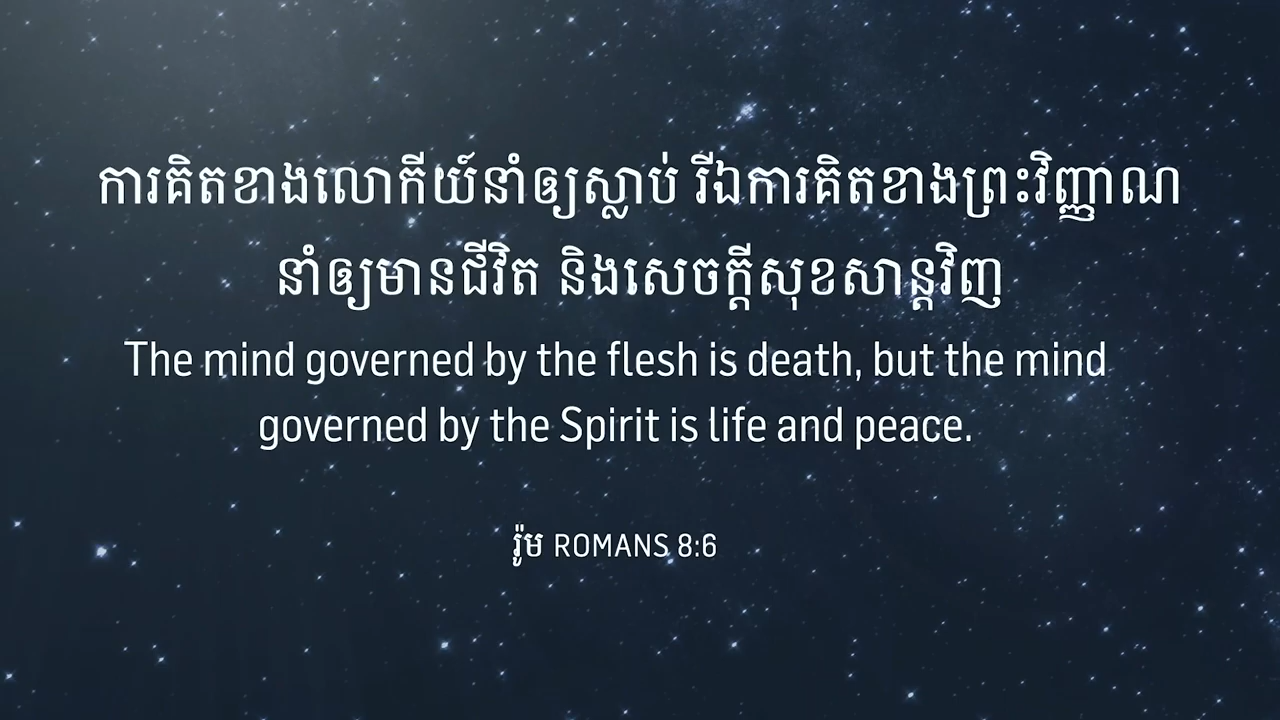 ការគិតខាងលោកីយ៍នាំឲ្យស្លាប់ រីឯការគិតខាងព្រះវិញ្ញាណ
នាំឲ្យមានជីវិត និងសេចក្ដីសុខសាន្តវិញ
The mind governed by the flesh is death, but the mind
governed by the Spirit is life and peace.
រ៉ូម ROMANS 8:6